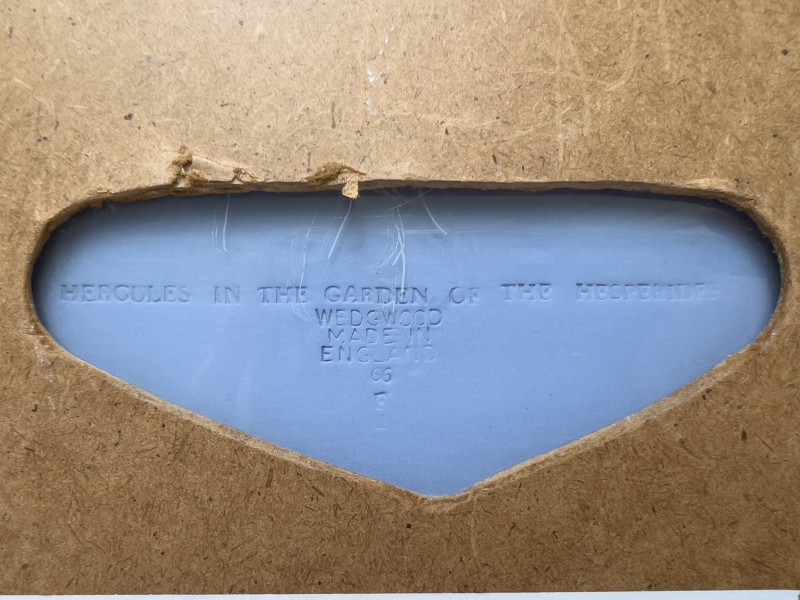 HERCULES IN THE GARDEN OF THE HESPERIDES
WEDGWOOD
MADE IN
ENGLAND
66
F